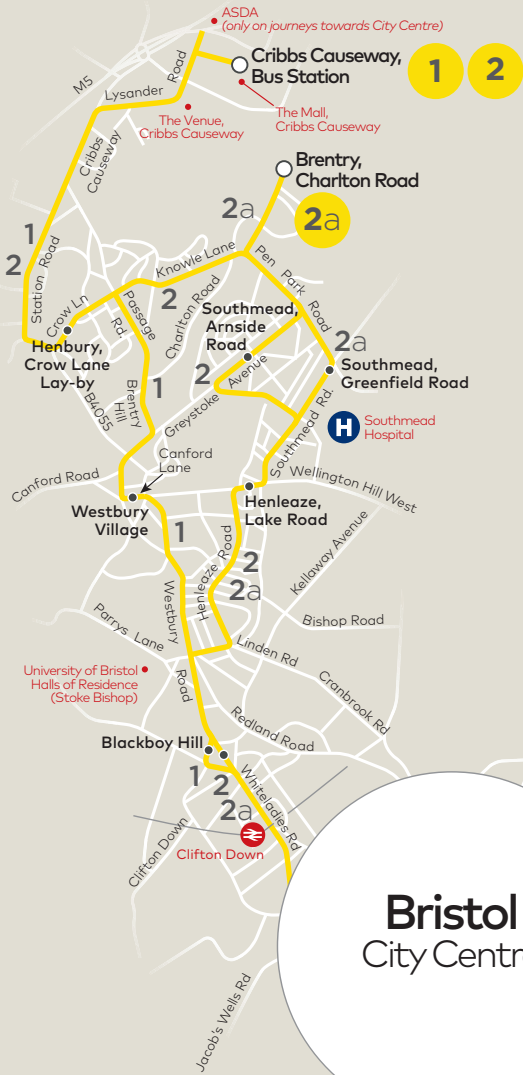 ASDA
(only on journeys towards City Centre)
Cribbs Causeway,
Bus Station
1
2
M5
Lysander
Road
The Venue,
Cribbs Causeway
The Mall,
Cribbs Causeway
Cribbs
Causeway
Brentry,
Charlton Road
2a
2a
1
2
Station Road
Knowle Lane
Pen Park Road
Crow Ln
Passage
Rd.
2
Charlton Road
Southmead,
Arnside
Road
2a
Henbury,
Crow Lane
Lay-by
Brentry
Hill
1
2
Greystoke Avenue
Southmead,
Greenfield Road
B4055
Southmead Rd.
H
Southmead
Hospital
Canford Road
Canford
Lane
Wellington Hill West
Westbury
Village
Henleaze,
Lake Road
1
Henleaze Road
2
2a
Kellaway Avenue
Westbury
Road
Parrys Lane
Bishop Road
Linden Rd
University of Bristol
Halls of Residence
(Stoke Bishop)
Cranbrook Rd
Redland Road
Blackboy Hill
1
2
2a
Whiteladies Rd
Clifton Down
Clifton Down
Bristol
City Centre
Jacob's Wells Rd